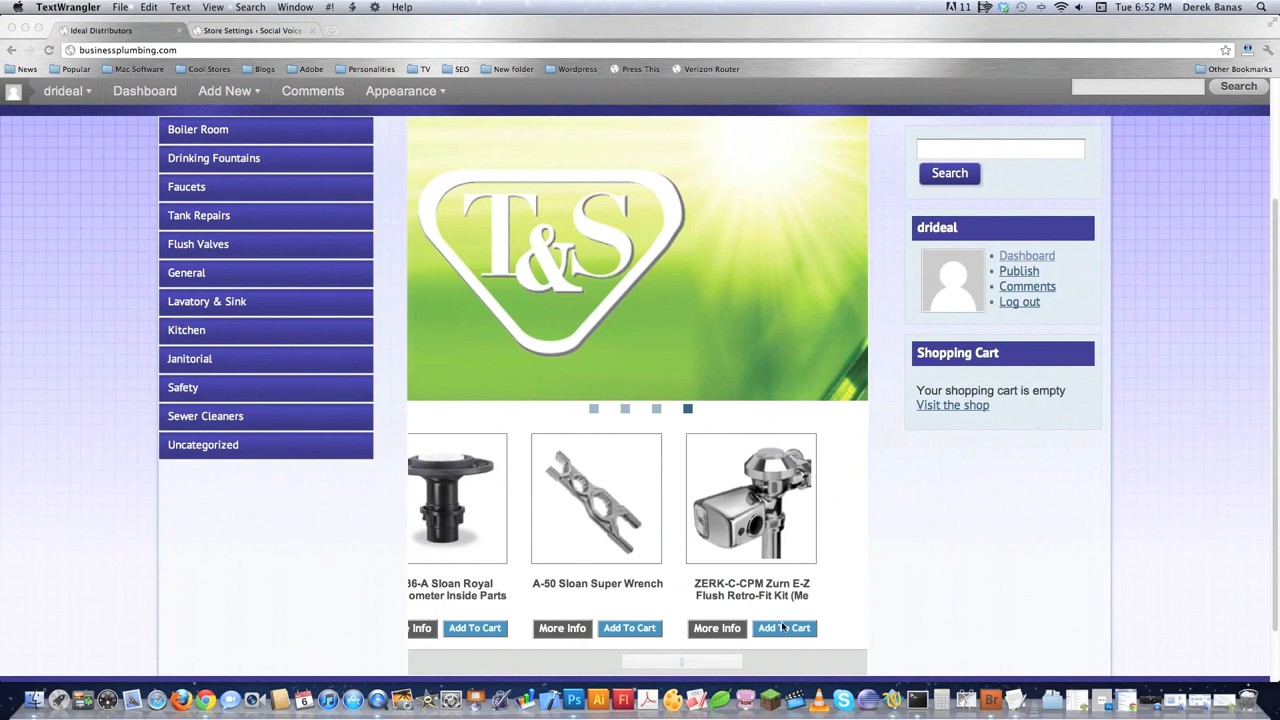 TextWrangler File Edit Text View Search Window #! Help
11 Tue 6:52 PM Derek Banas
Ideal Distributors
Store Settings ‹ Social Voice
businessplumbing.com
News Popular Mac Software Cool Stores Blogs Adobe Personalities TV SEO New folder Wordpress Press This Verizon Router Other Bookmarks
drideal Dashboard Add New Comments Appearance Search
Boiler Room
Drinking Fountains
Faucets
Tank Repairs
Flush Valves
General
Lavatory & Sink
Kitchen
Janitorial
Safety
Sewer Cleaners
Uncategorized
T&S
36-A Sloan Royal
ometer Inside Parts
Info Add To Cart
A-50 Sloan Super Wrench
More Info Add To Cart
ZERK-C-CPM Zurn E-Z
Flush Retro-Fit Kit (Me
More Info Add To Cart
Search
drideal
Dashboard
Publish
Comments
Log out
Shopping Cart
Your shopping cart is empty
Visit the shop
6
Ps Ai Fl Br